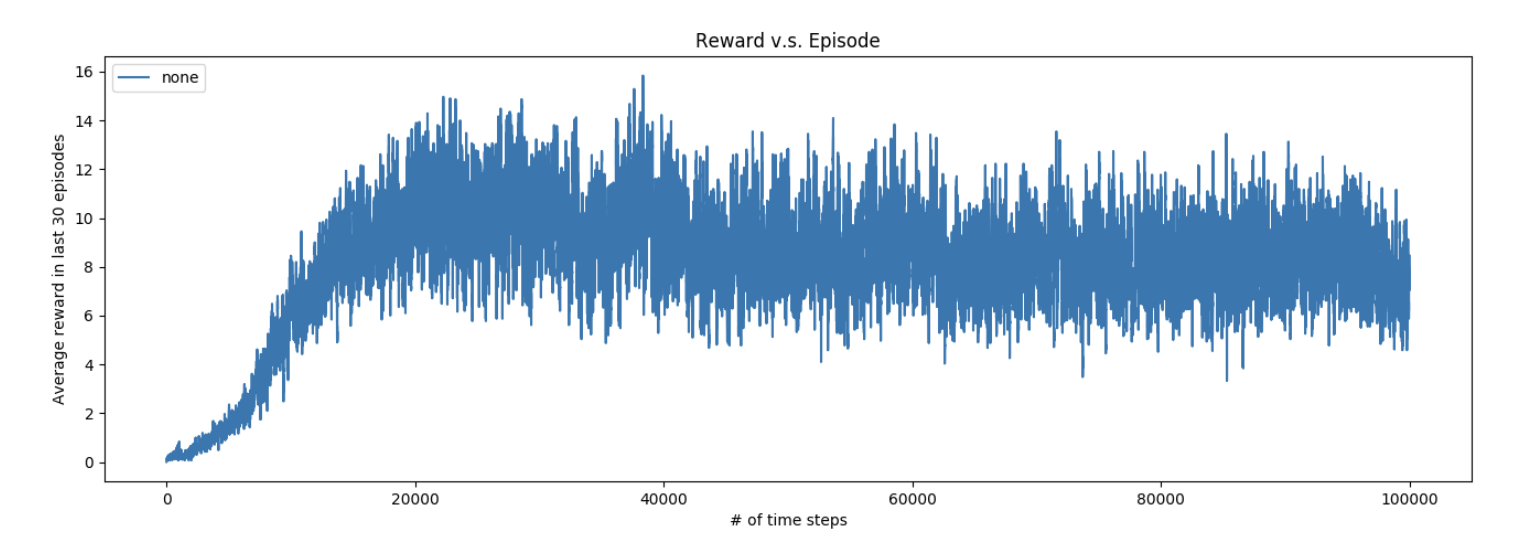 Reward v.s. Episode
none
Average reward in last 30 episodes
16
14
12
10
8
6
4
2
0
0 20000 40000 60000 80000 100000
# of time steps